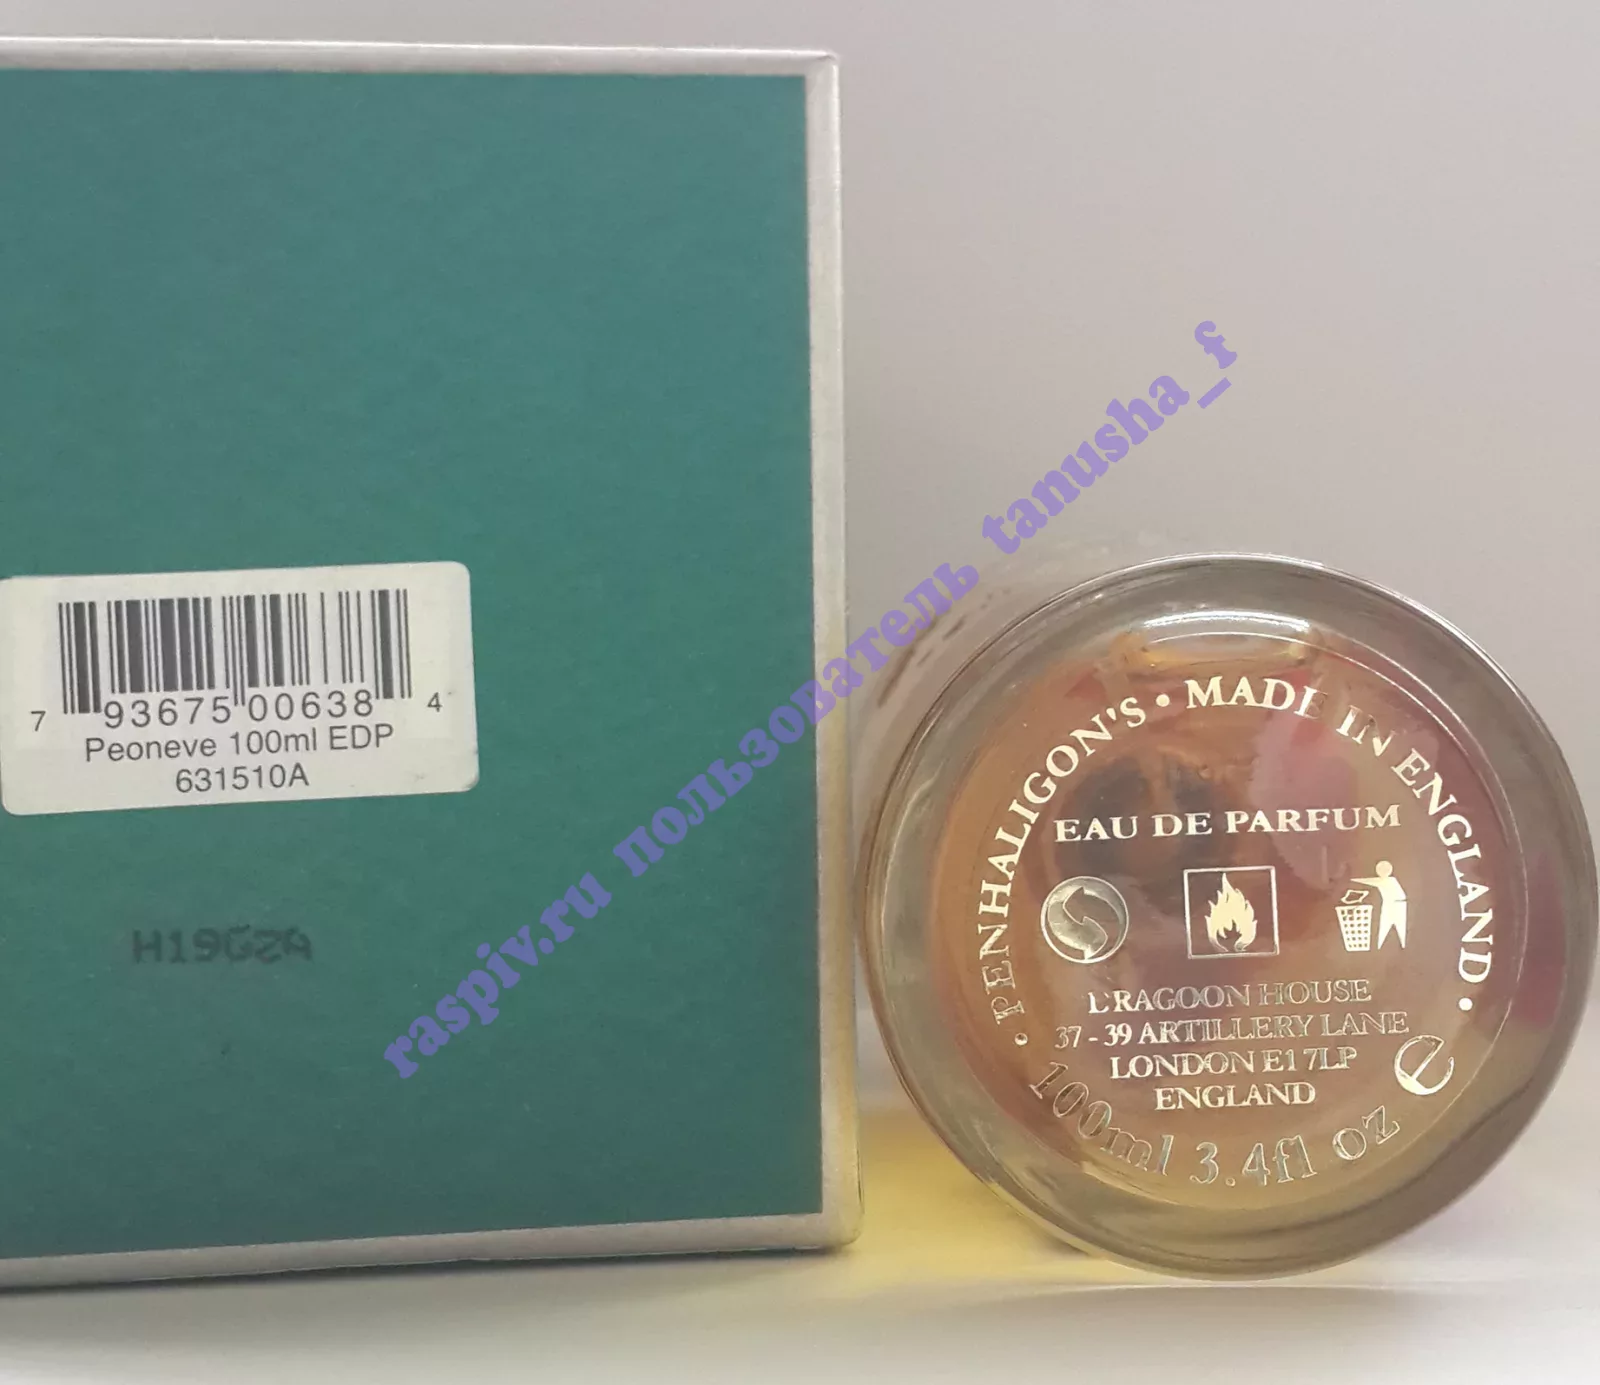 7 93675 00638 4
Peoneve 100ml EDP
631510A
H19G2A
raspiv.ru пользователь tanusha_f
• PENHALIGON'S • MADE IN ENGLAND •
EAU DE PARFUM
DRAGOON HOUSE
37 - 39 ARTILLERY LANE
LONDON E1 7LP
ENGLAND
100ml 3.4fl oz e